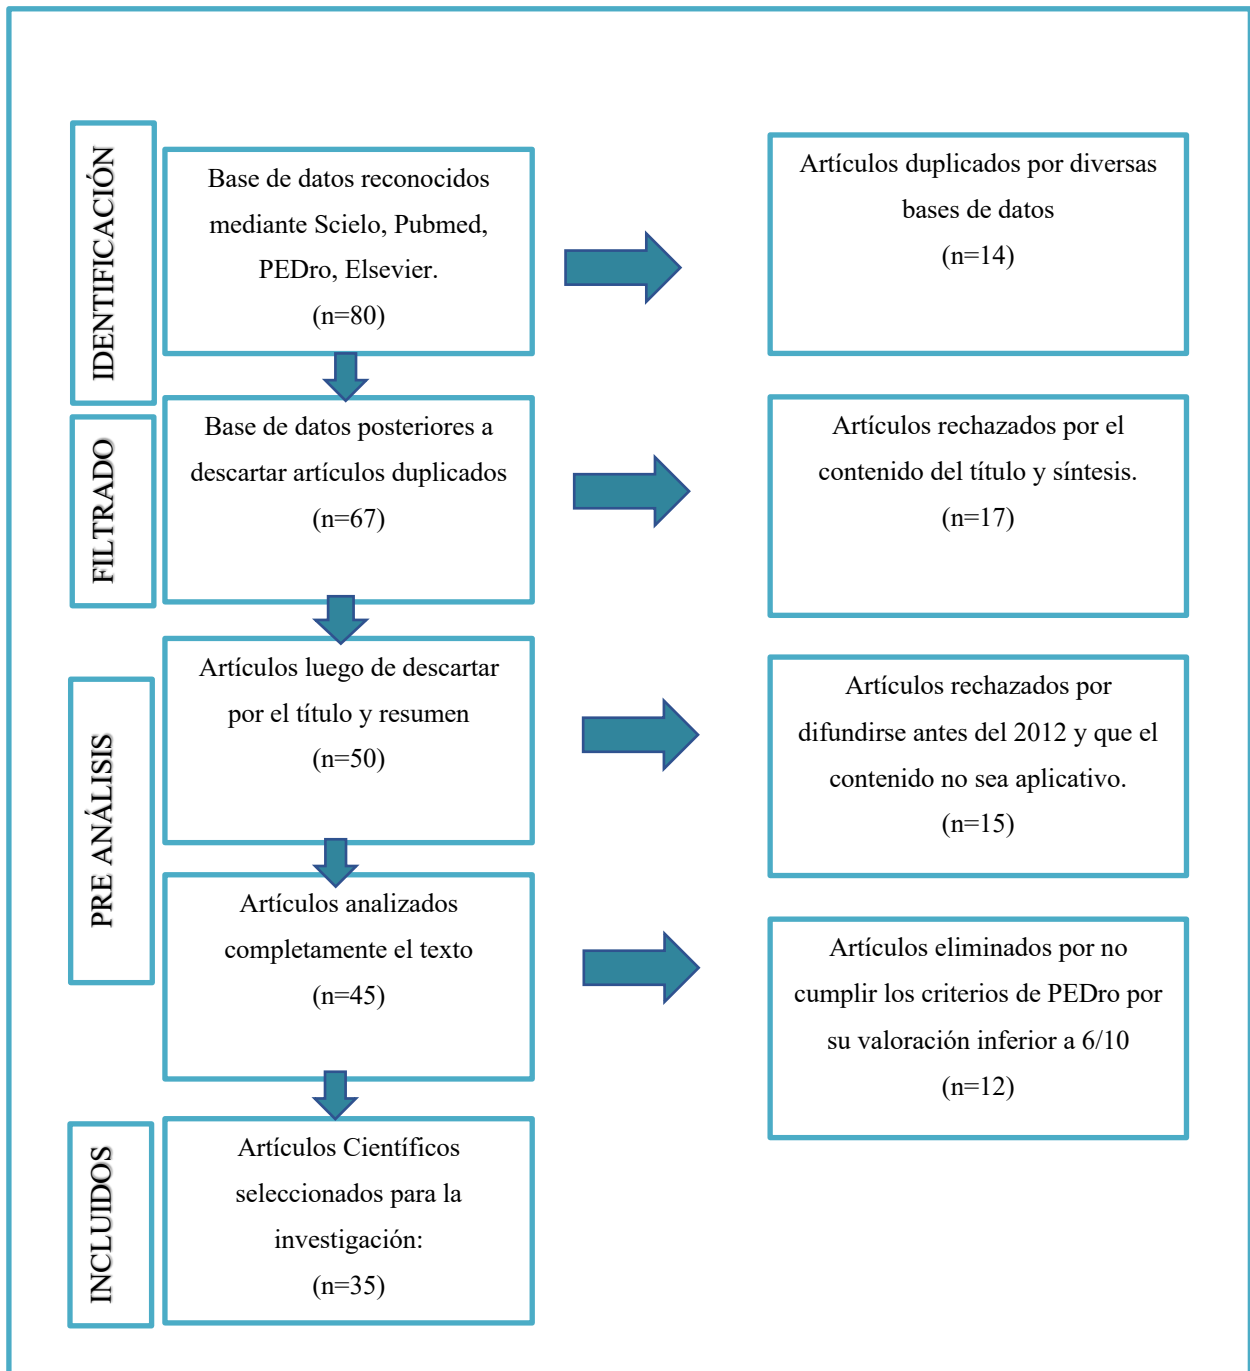 IDENTIFICACIÓN
Base de datos reconocidos
mediante Scielo, Pubmed,
PEDro, Elsevier.
(n=80)
Artículos duplicados por diversas
bases de datos
(n=14)
FILTRADO
Base de datos posteriores a
descartar artículos duplicados
(n=67)
Artículos rechazados por el
contenido del título y síntesis.
(n=17)
PRE ANÁLISIS
Artículos luego de descartar
por el título y resumen
(n=50)
Artículos rechazados por
difundirse antes del 2012 y que el
contenido no sea aplicativo.
(n=15)
Artículos analizados
completamente el texto
(n=45)
Artículos eliminados por no
cumplir los criterios de PEDro por
su valoración inferior a 6/10
(n=12)
INCLUIDOS
Artículos Científicos
seleccionados para la
investigación:
(n=35)